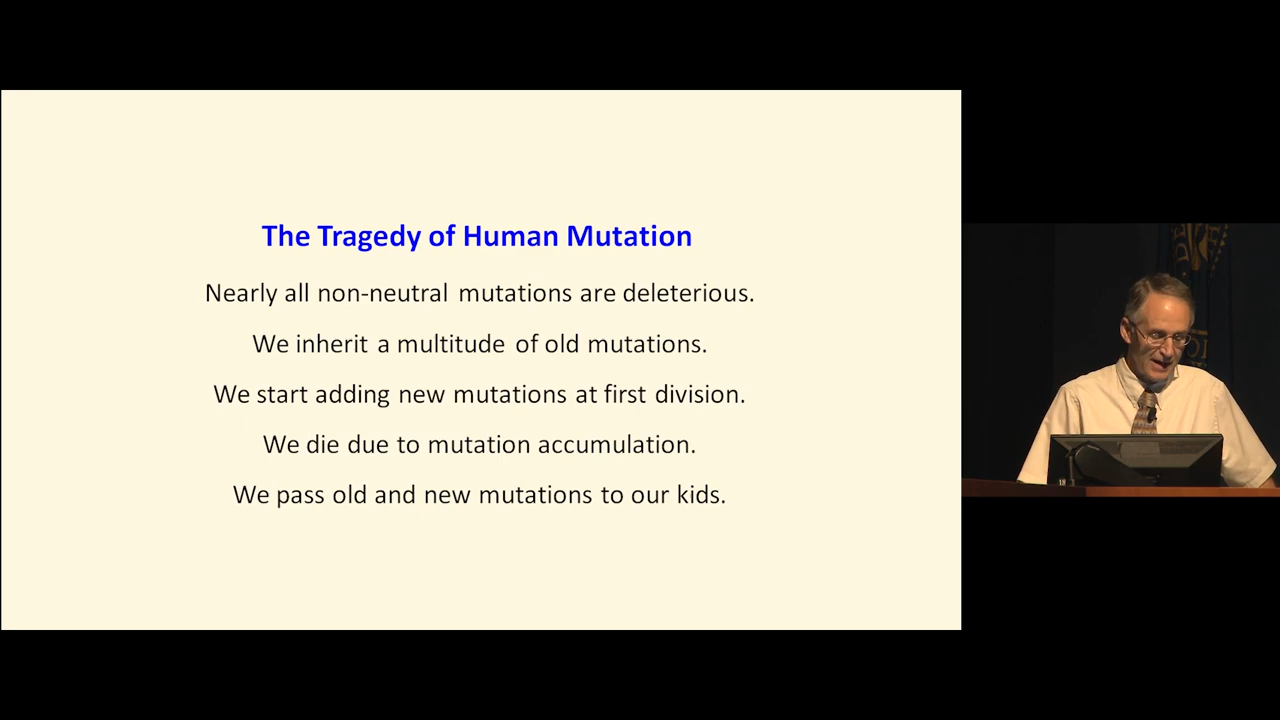 The Tragedy of Human Mutation
Nearly all non-neutral mutations are deleterious.
We inherit a multitude of old mutations.
We start adding new mutations at first division.
We die due to mutation accumulation.
We pass old and new mutations to our kids.